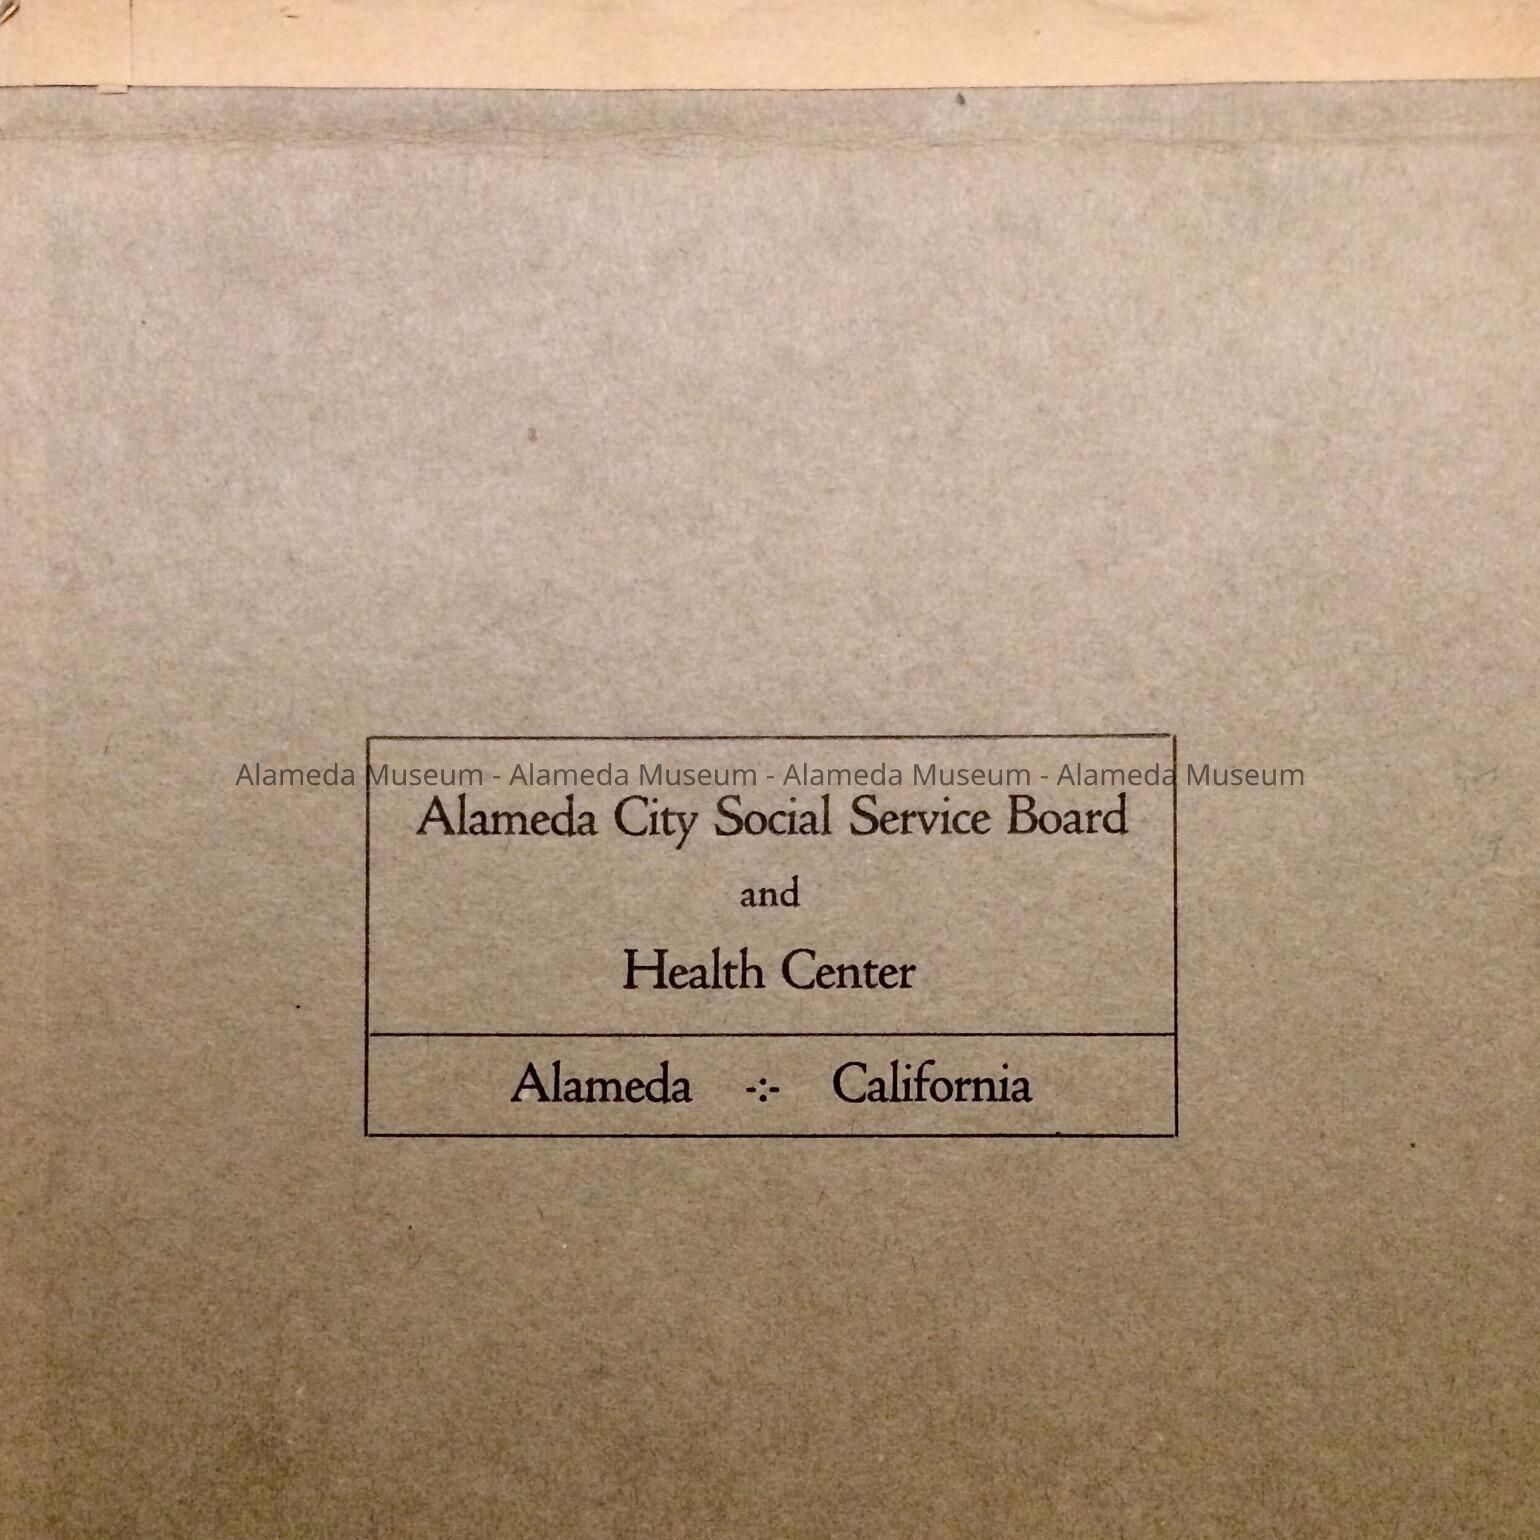 Alameda Museum - Alameda Museum - Alameda Museum - Alameda Museum
Alameda City Social Service Board
and
Health Center
Alameda -:- California